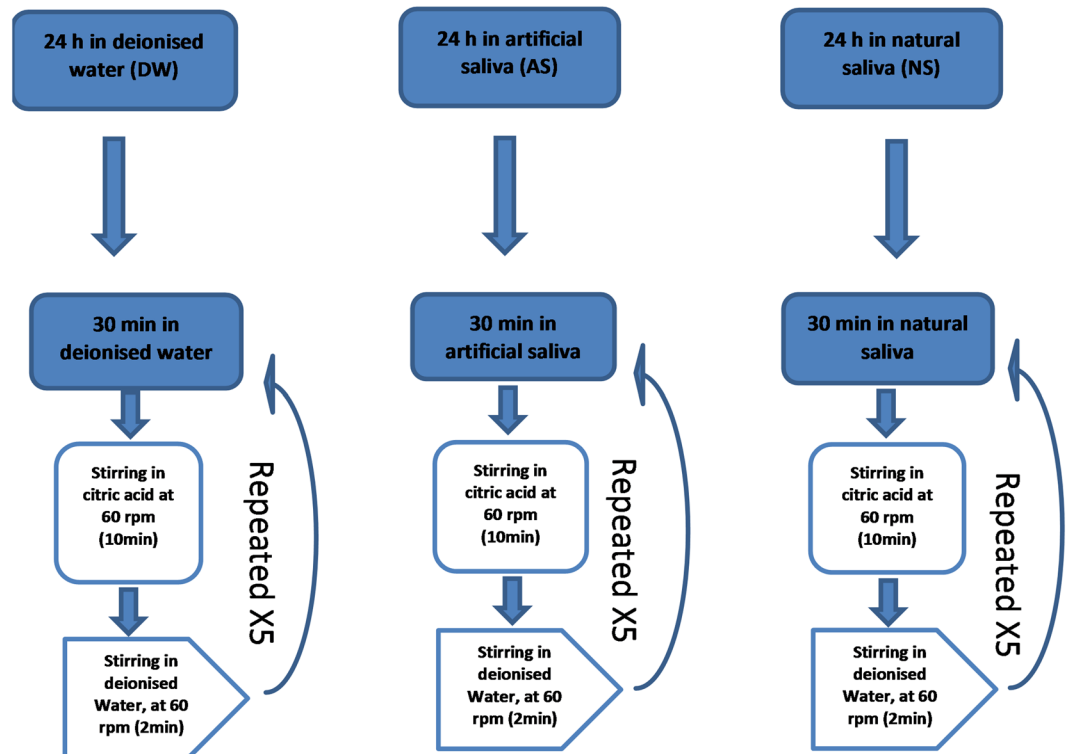 24 h in deionised
water (DW)
30 min in
deionised water
Stirring in
citric acid at
60 rpm
(10min)
Stirring in
deionised
Water, at 60
rpm (2min)
Repeated X5
24 h in artificial
saliva (AS)
30 min in
artificial saliva
Stirring in
citric acid at
60 rpm
(10min)
Stirring in
deionised
Water, at 60
rpm (2min)
Repeated X5
24 h in natural
saliva (NS)
30 min in natural
saliva
Stirring in
citric acid at
60 rpm
(10min)
Stirring in
deionised
Water, at 60
rpm (2min)
Repeated X5